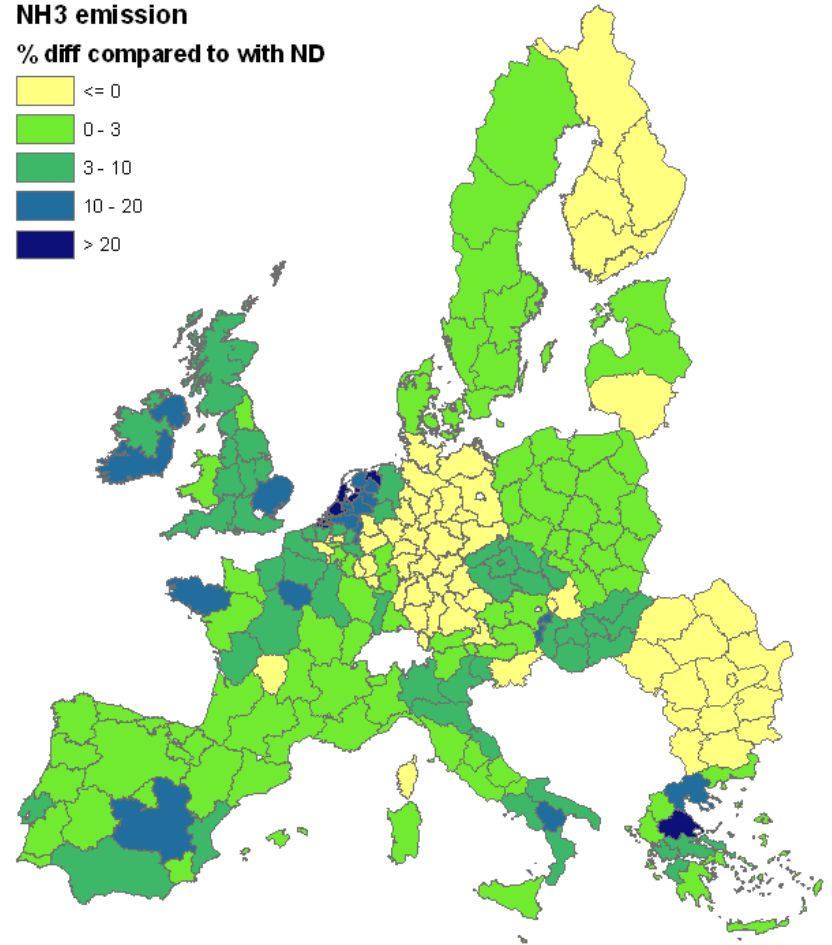 NH3 emission
% diff compared to with ND
<= 0
0 - 3
3 - 10
10 - 20
> 20